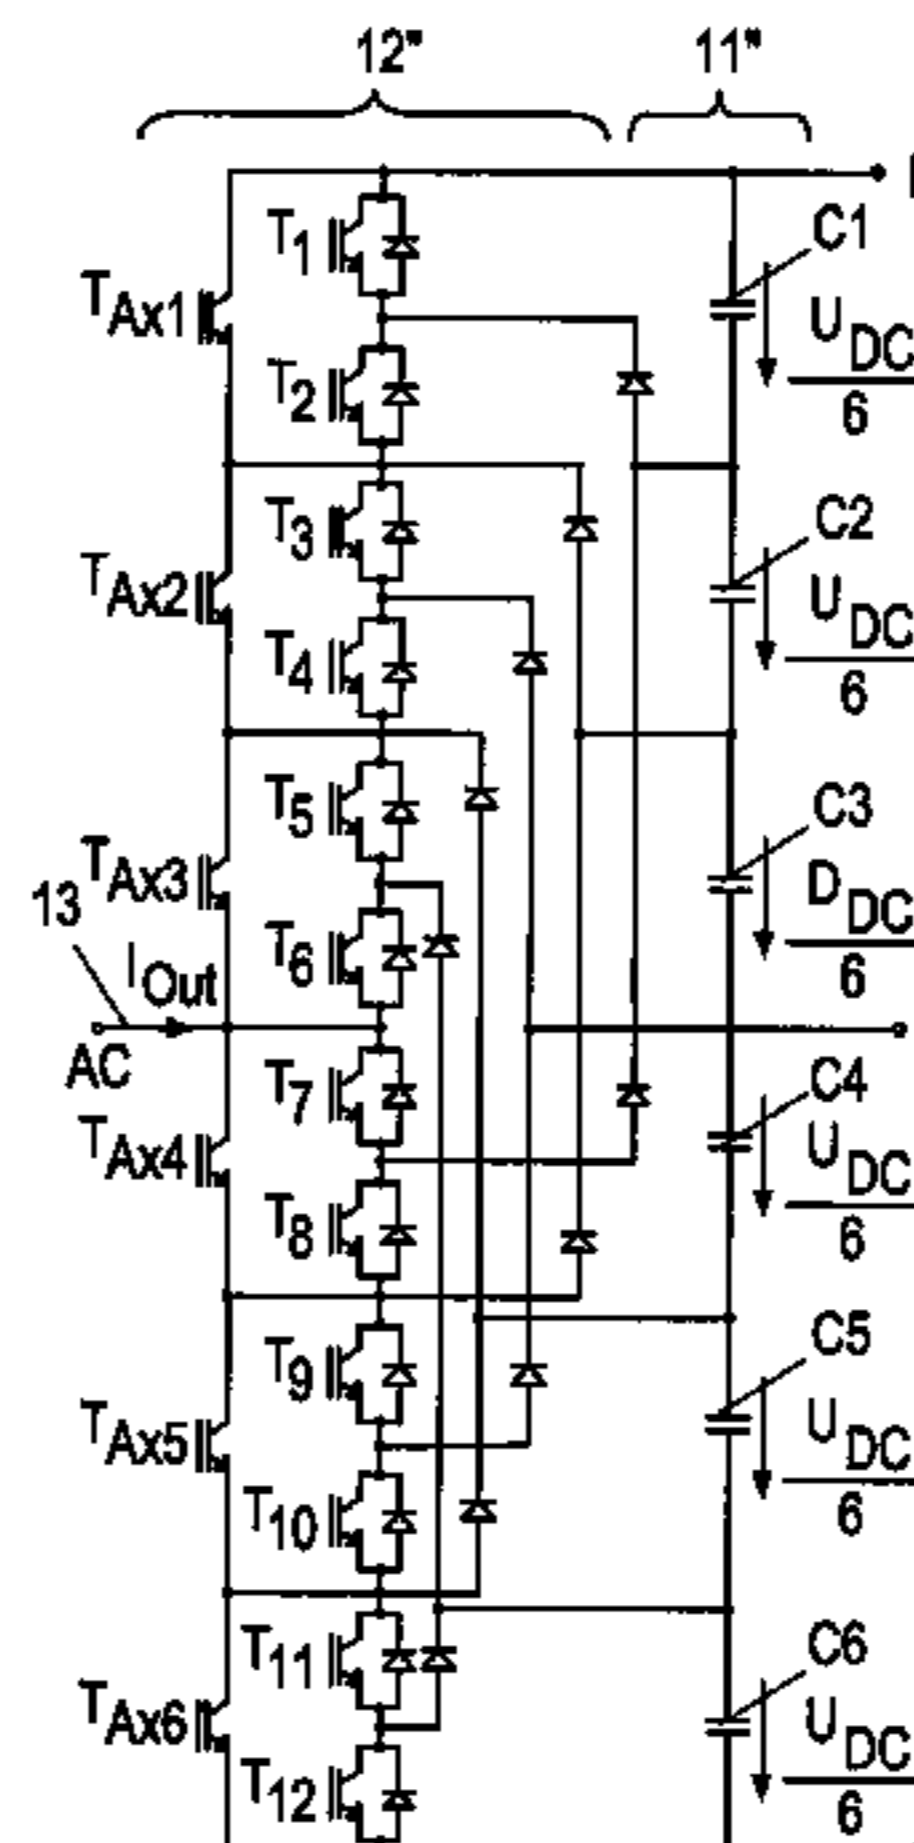 12" 11"
C1
T1
TAx1
UDC
6
T2
C2
T3
TAx2
UDC
6
T4
C3
T5
TAx3
DDC
6
13
T6
IOut
AC
C4
T7
TAx4
UDC
6
T8
C5
T9
TAx5
UDC
6
T10
C6
T11
TAx6
UDC
6
T12